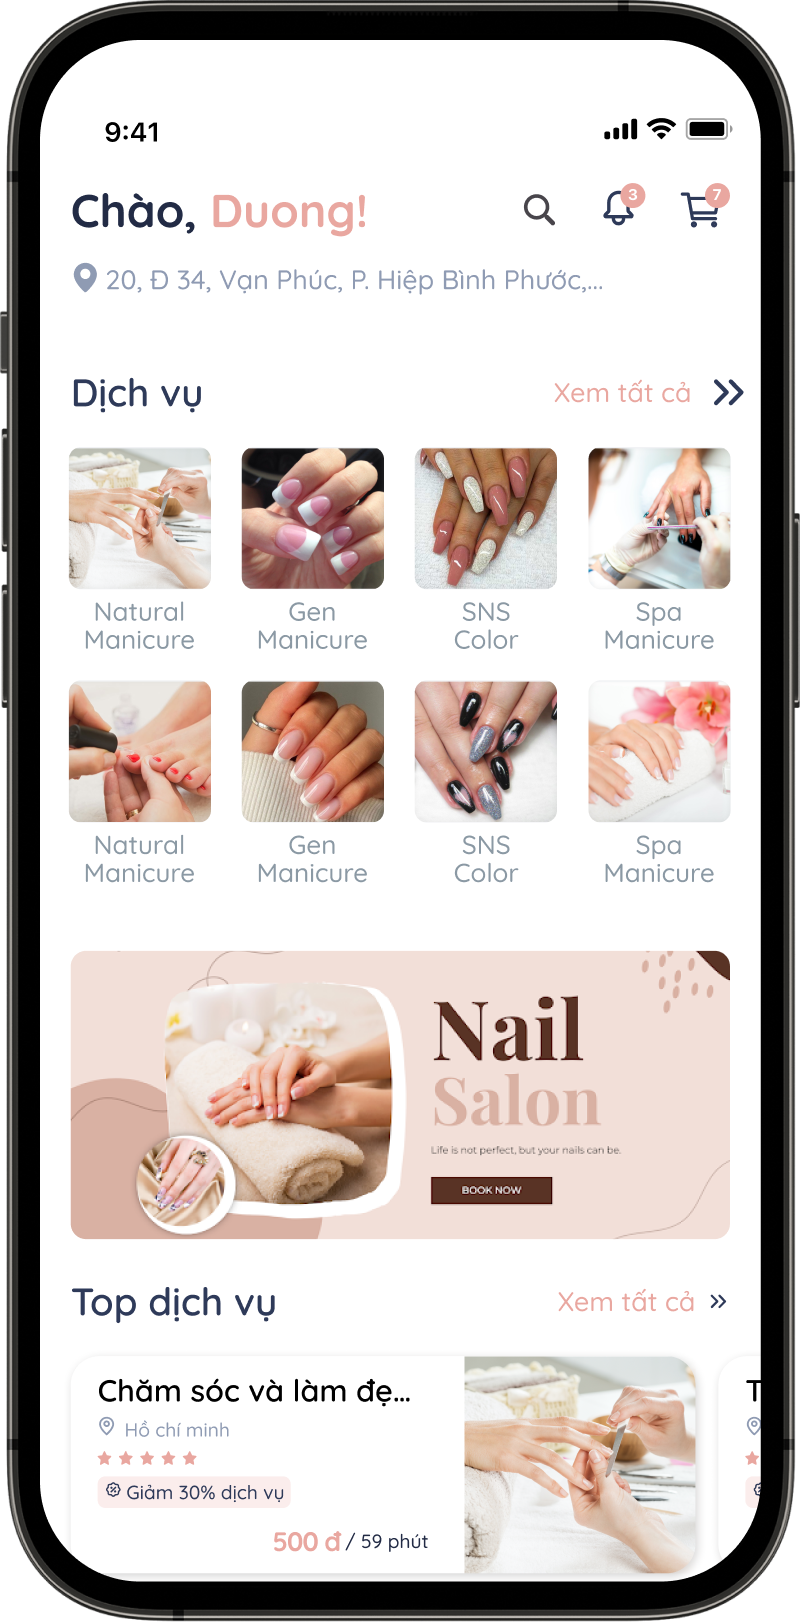 9:41
Chào, Duong!
3
7
20, Đ 34, Vạn Phúc, P. Hiệp Bình Phước,...
Dịch vụ
Xem tất cả
Natural
Manicure
Gen
Manicure
SNS
Color
Spa
Manicure
Natural
Manicure
Gen
Manicure
SNS
Color
Spa
Manicure
Nail
Salon
Life is not perfect, but your nails can be.
BOOK NOW
Top dịch vụ
Xem tất cả
Chăm sóc và làm đẹ...
Hồ chí minh
Giảm 30% dịch vụ
500 đ / 59 phút
T